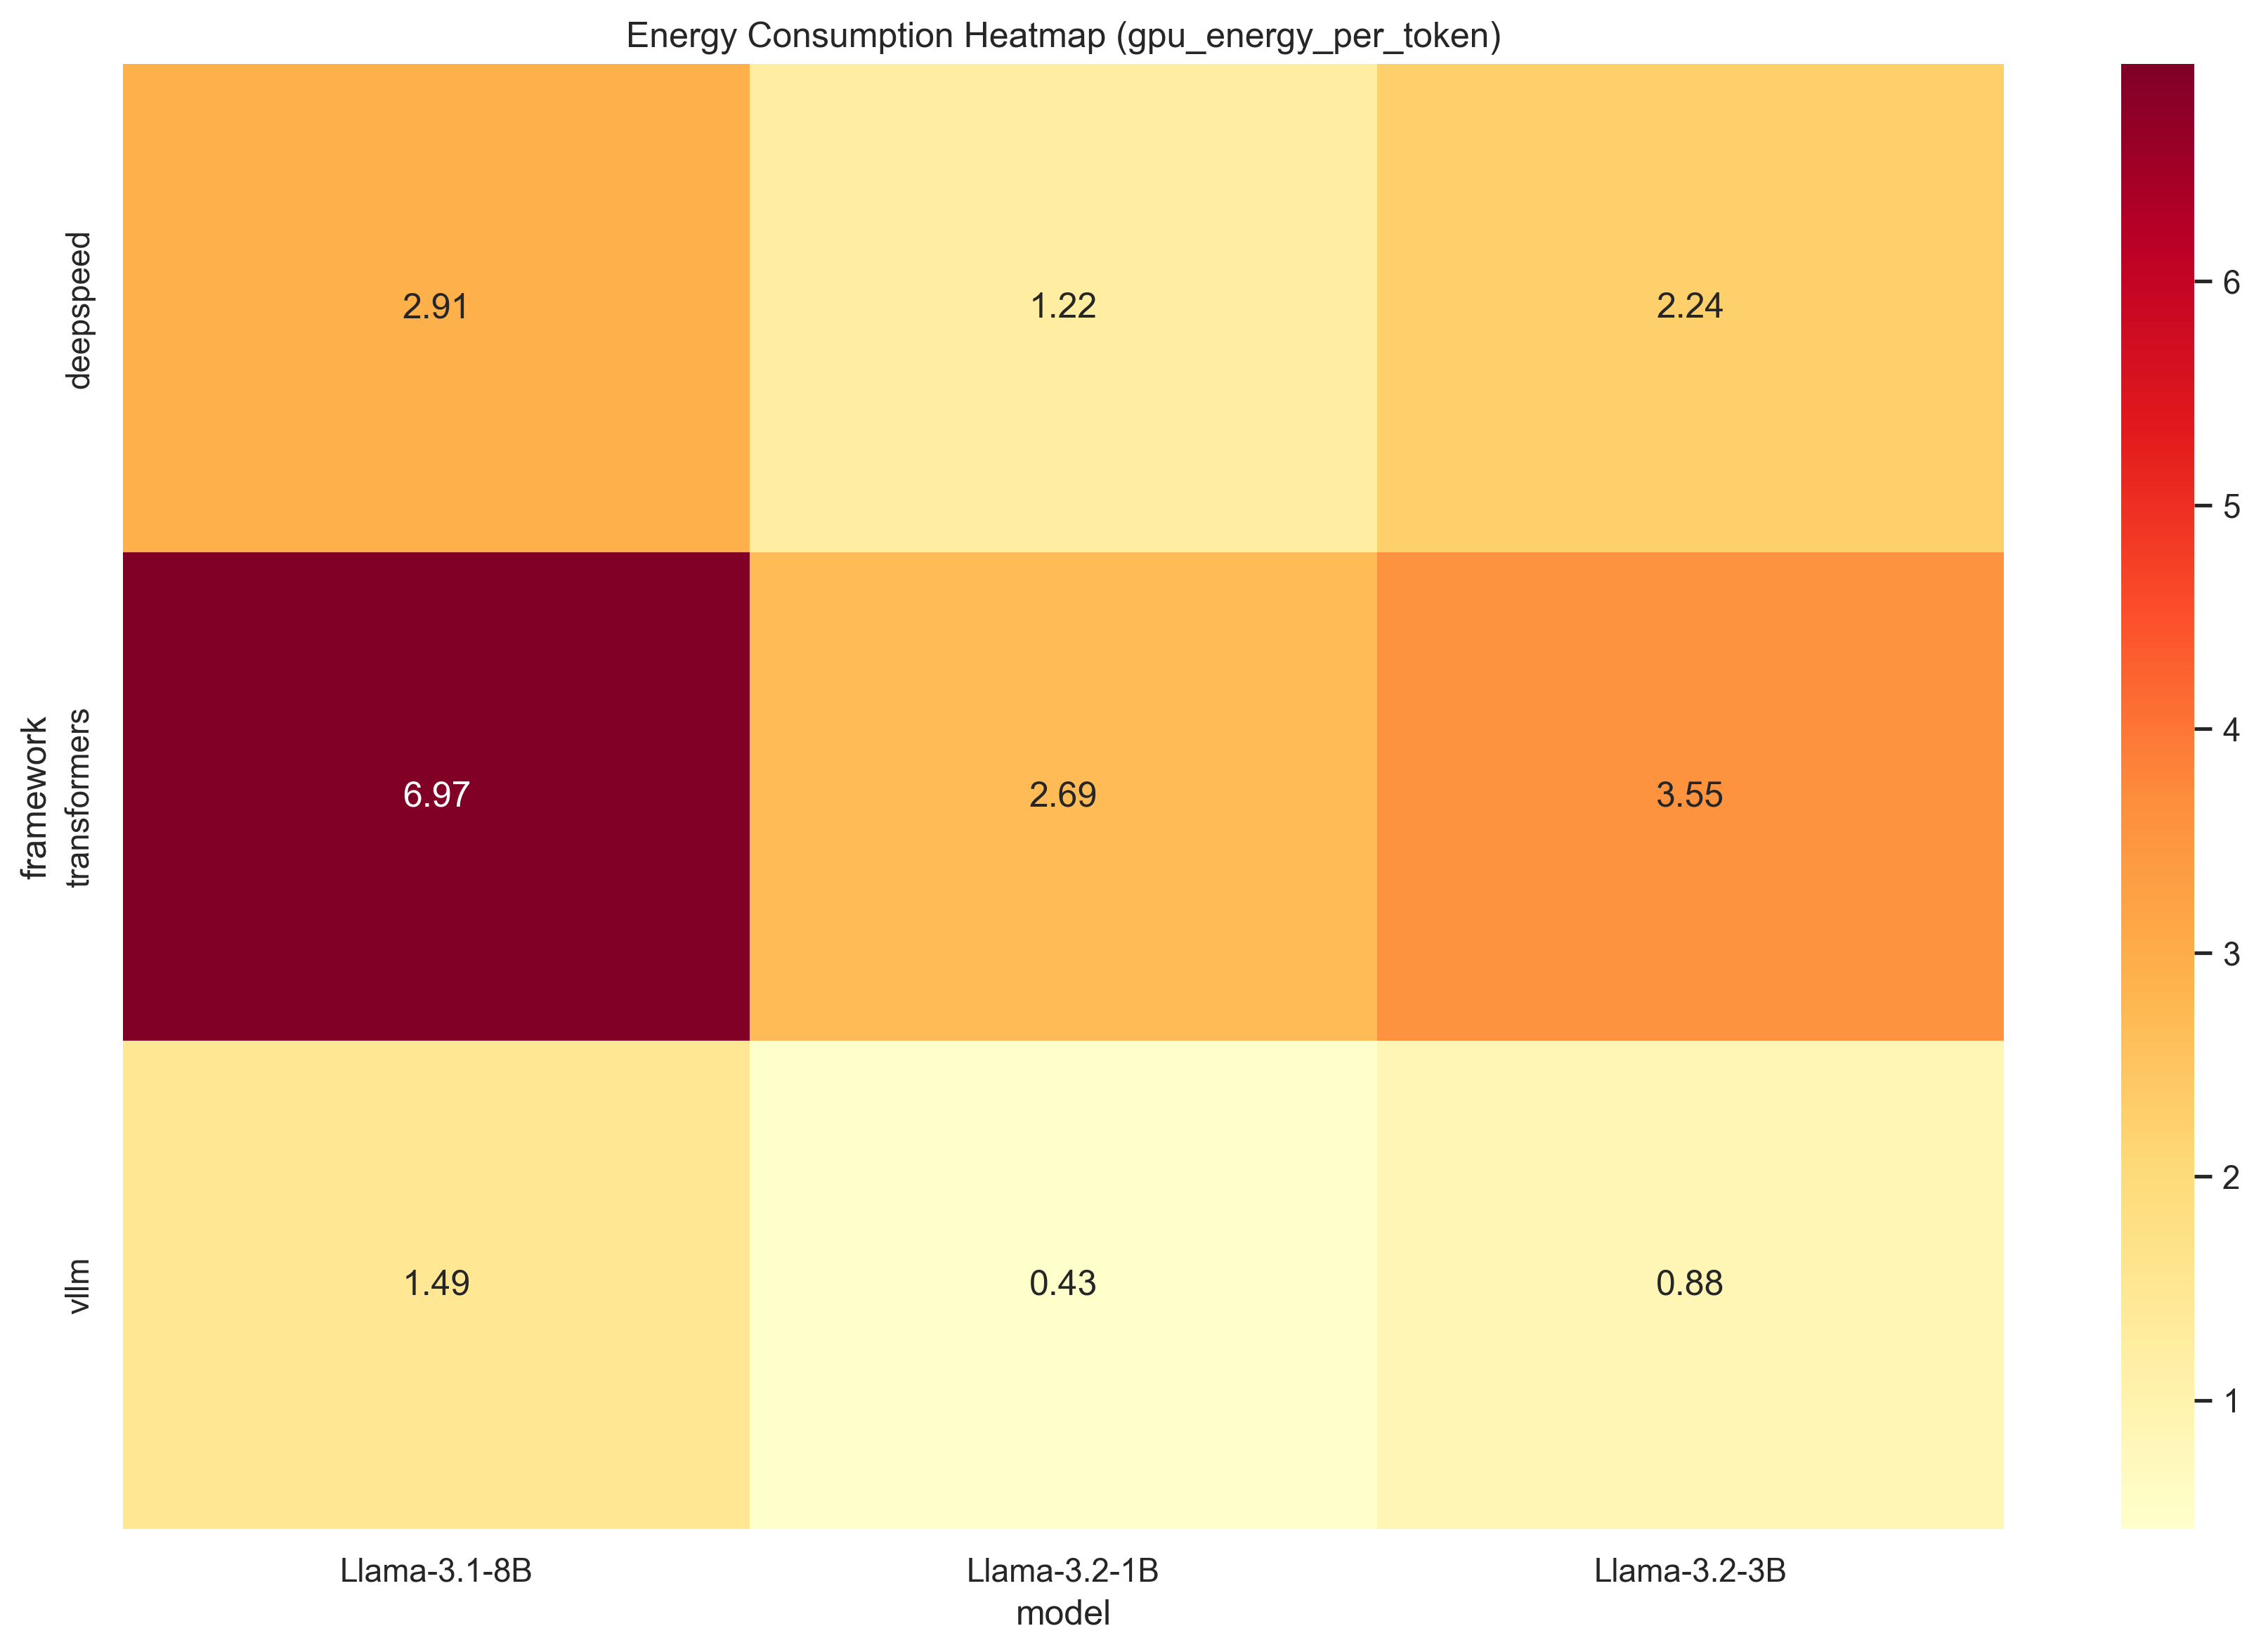 Energy Consumption Heatmap (gpu_energy_per_token)
framework
deepspeed
2.91
1.22
2.24
transformers
6.97
2.69
3.55
vllm
1.49
0.43
0.88
Llama-3.1-8B
Llama-3.2-1B
Llama-3.2-3B
model
6
5
4
3
2
1